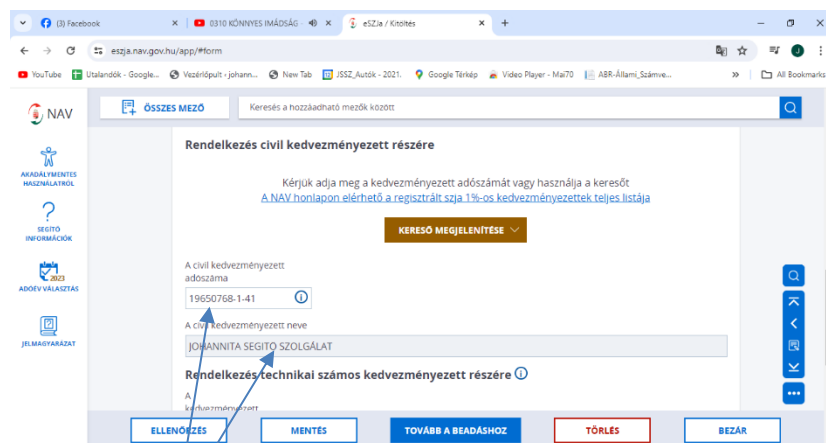 (3) Facebook
0310 KÖNNYES IMÁDSÁG
eSZJa / Kitöltés
eszja.nav.gov.hu/app/#form
YouTube
Utalandók - Google...
Vezérlőpult ‹ johann...
New Tab
JSSZ_Autók - 2021.
Google Térkép
Video Player - Mai70
ABR-Állami_Számve...
»
All Bookmarks
NAV
ÖSSZES MEZŐ
Keresés a hozzáadható mezők között
Rendelkezés civil kedvezményezett részére
AKADÁLYMENTES
HASZNÁLATRÓL
Kérjük adja meg a kedvezményezett adószámát vagy használja a keresőt
A NAV honlapon elérhető a regisztrált szja 1%-os kedvezményezettek teljes listája
SEGÍTŐ
INFORMÁCIÓK
KERESŐ MEGJELENÍTÉSE
A civil kedvezményezett
adószáma
2023
ADÓÉV VÁLASZTÁS
19650768-1-41
A civil kedvezményezett neve
JELMAGYARÁZAT
JOHANNITA SEGITO SZOLGÁLAT
Rendelkezés technikai számos kedvezményezett részére
A
kedvezményezett
ELLENŐRZÉS
MENTÉS
TOVÁBB A BEADÁSHOZ
TÖRLÉS
BEZÁR